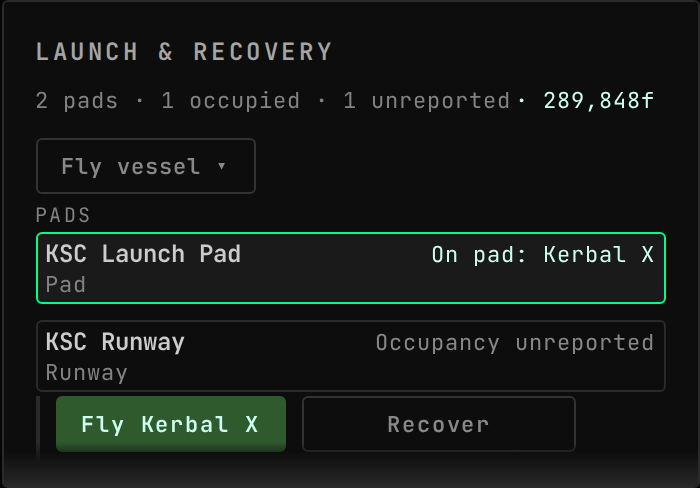 LAUNCH & RECOVERY
2 pads · 1 occupied · 1 unreported · 289,848f
Fly vessel ▾
PADS
KSC Launch Pad On pad: Kerbal X
Pad
KSC Runway Occupancy unreported
Runway
Fly Kerbal X Recover